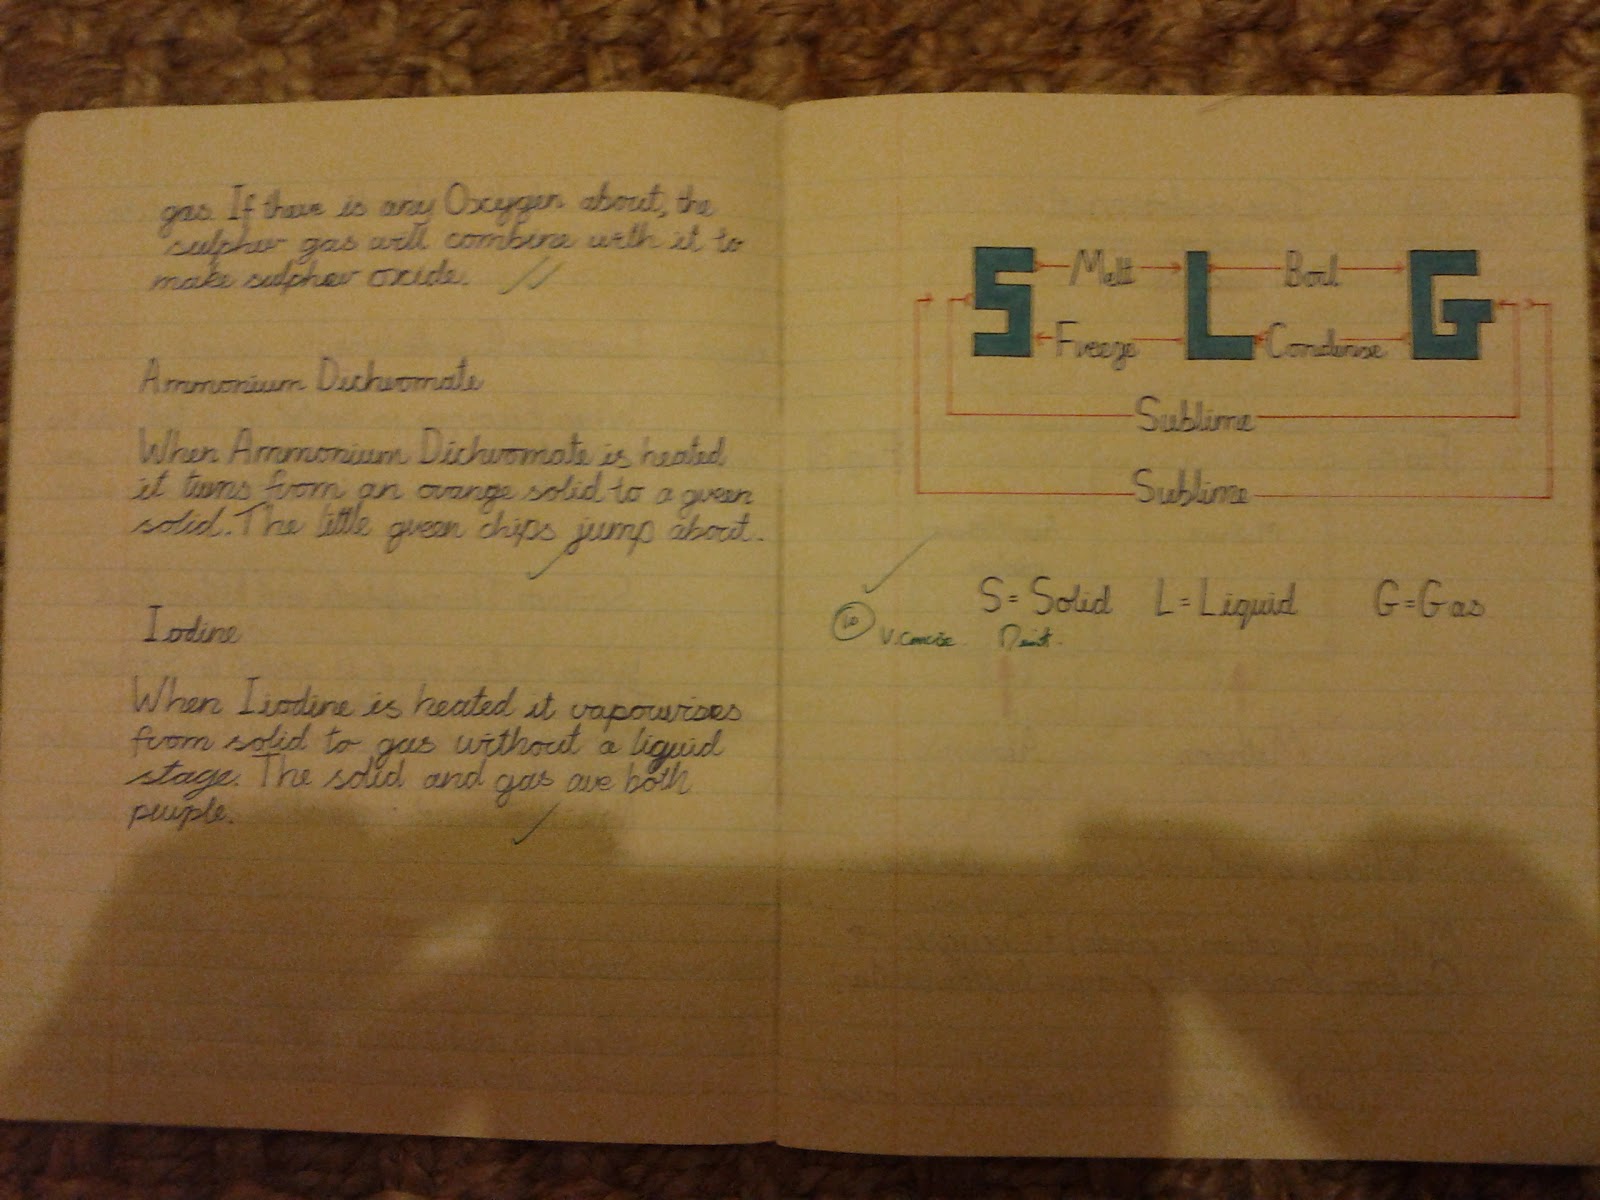 gas. If there is any Oxygen about, the
sulpher gas will combine with it to
make sulpher oxide.
Ammonium Dichromate
When Ammonium Dichromate is heated
it turns from an orange solid to a green
solid. The little green chips jump about.
Iodine
When Iiodine is heated it vapourises
from solid to gas without a liquid
stage. The solid and gas are both
purple.
S Melt L Boil G
Freeze Condense
Sublime
Sublime
S = Solid L = Liquid G = Gas
10 V. concise. Neat.